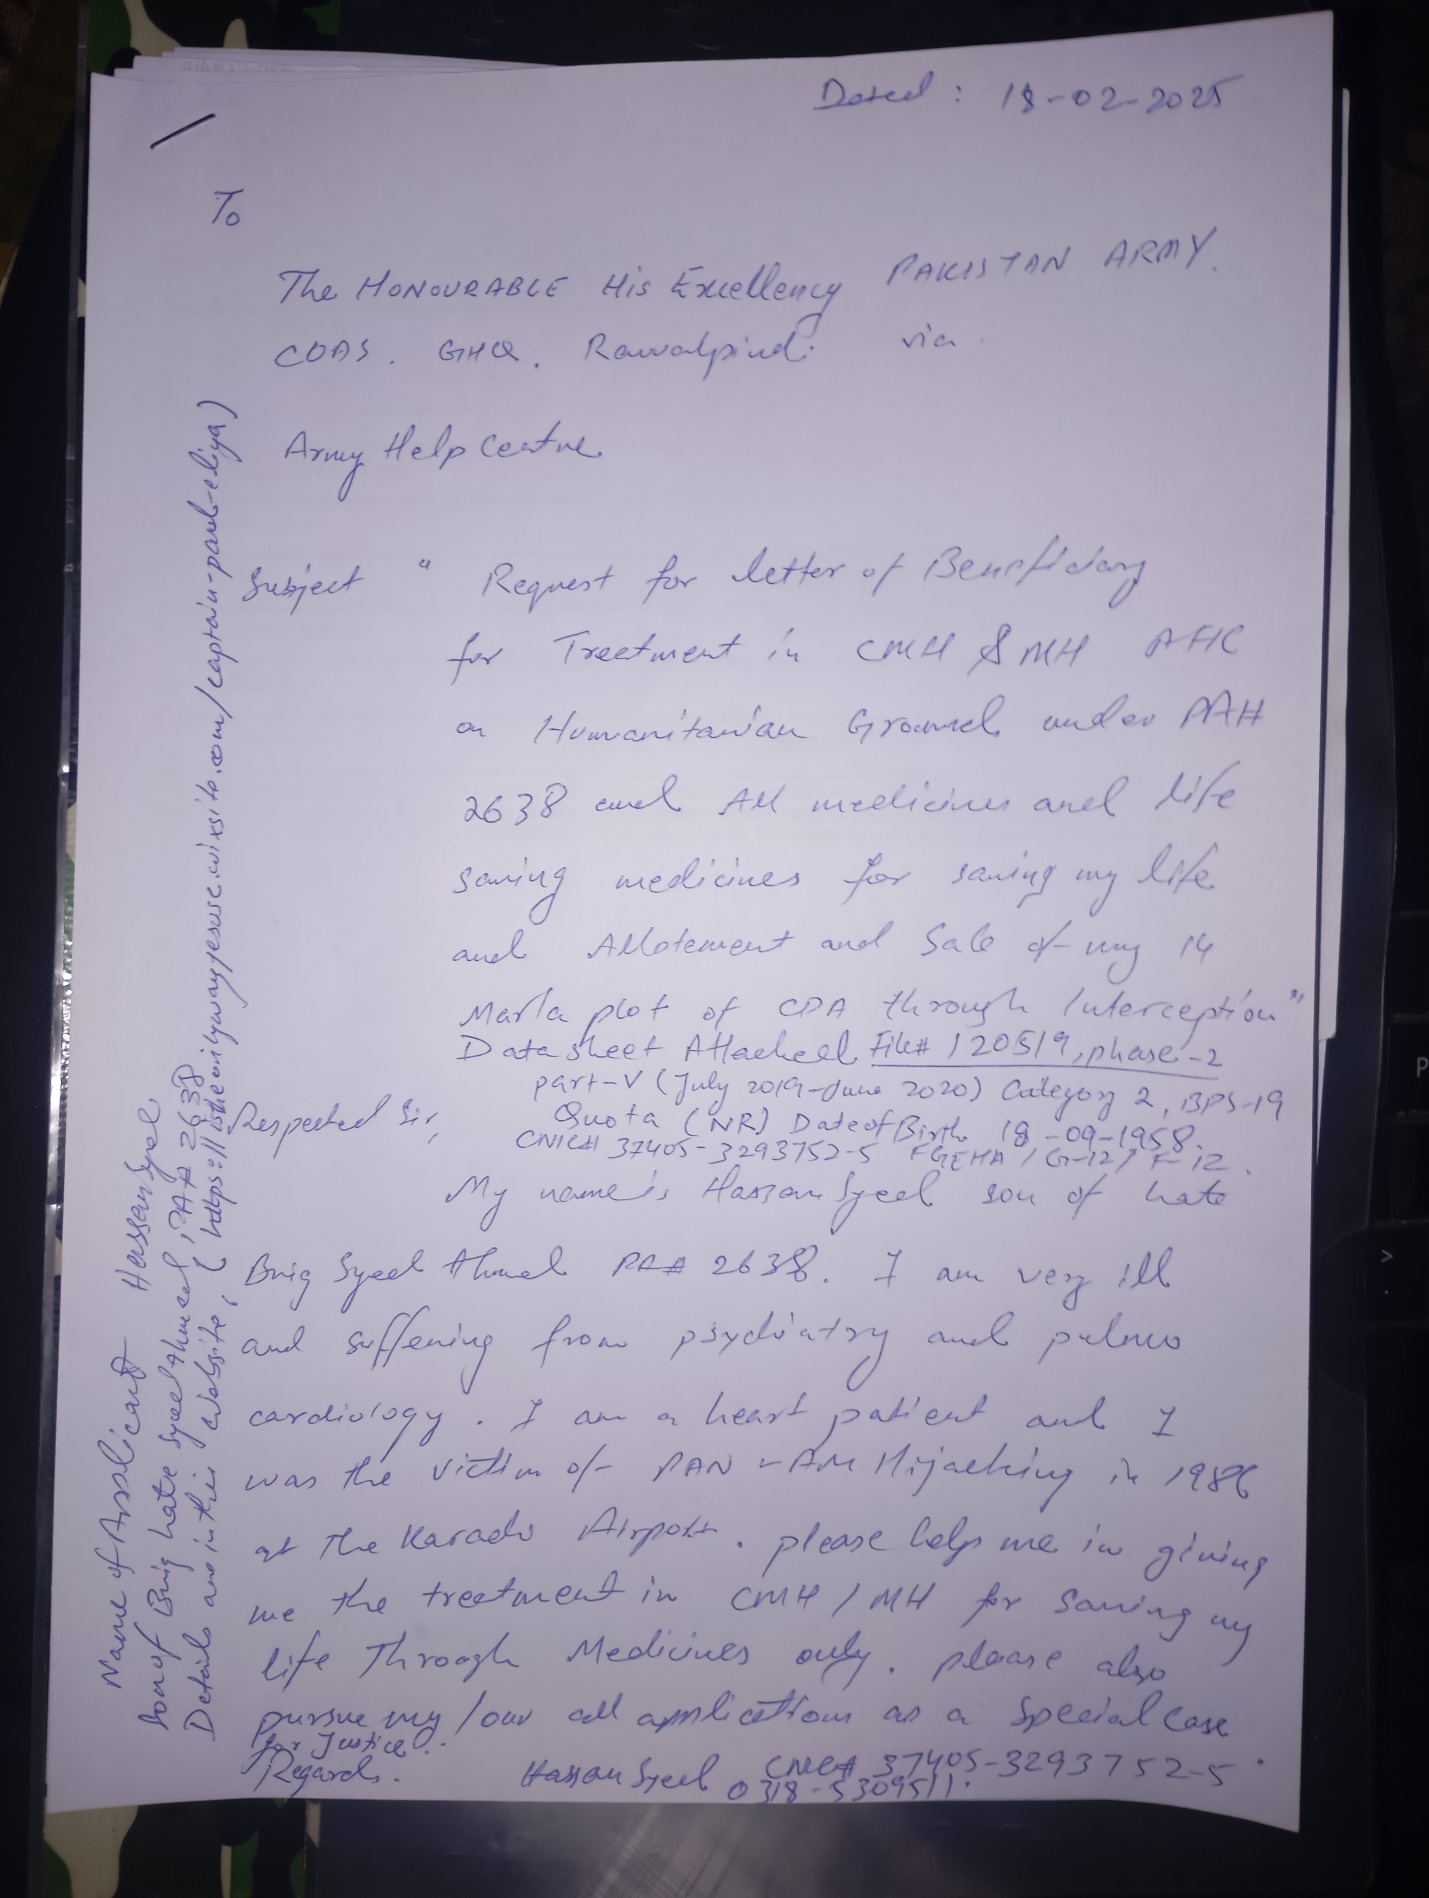 Dated : 18-02-2025
To
The HONOURABLE His Excellency PAKISTAN ARMY.
COAS. GHQ. Rawalpindi via
Army Help Centre
Subject " Request for letter of Beneficiary
for Treatment in CMH & MH AFIC
on Humanitarian Ground under PA#
2638 and All medicines and life
saving medicines for saving my life
and Allotement and Sale of my 14
Marla plot of CDA through Interception"
Data sheet Attached File# 120519, phase-2
part-V (July 2019-June 2020) Category 2, BPS-19
Quota (NR) Date of Birth 18-09-1958.
CNIC# 37405-3293752-5 FGEHA / G-12 / F-12.
Respected Sir,
My name is Hassan Syed son of late
Brig Syed Ahmed PA# 2638. I am very ill
and suffering from psychiatry and pulmo
cardiology. I am a heart patient and I
was the victim of PAN-AM Hijacking in 1986
at the Karachi Airport. please help me in giving
me the treatment in CMH / MH for saving my
life Through Medicines only. please also
pursue my/our all applications as a Special Case
for Justice.
Regards. Hassan Syed CNIC# 37405-3293752-5.
0318-5309511.
Name of Applicant Hassan Syed
Son of Brig late Syed Ahmed, PA# 2638
Details are in this website,